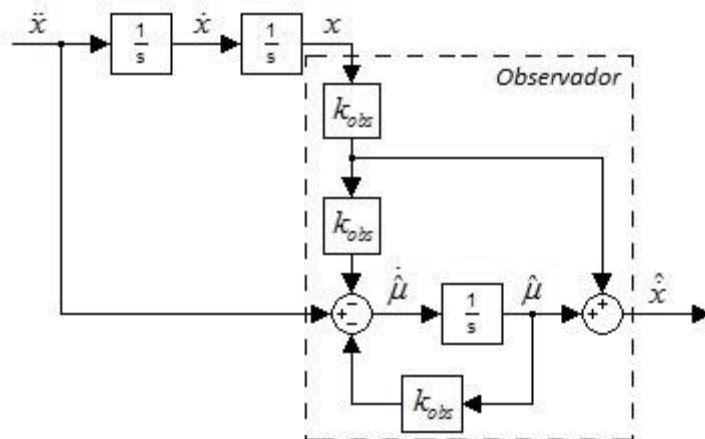 ẍ
1/s
ẋ
1/s
x
Observador
k_obs
k_obs
+ − −
μ̂̇
1/s
μ̂
+ +
x̂̇
k_obs